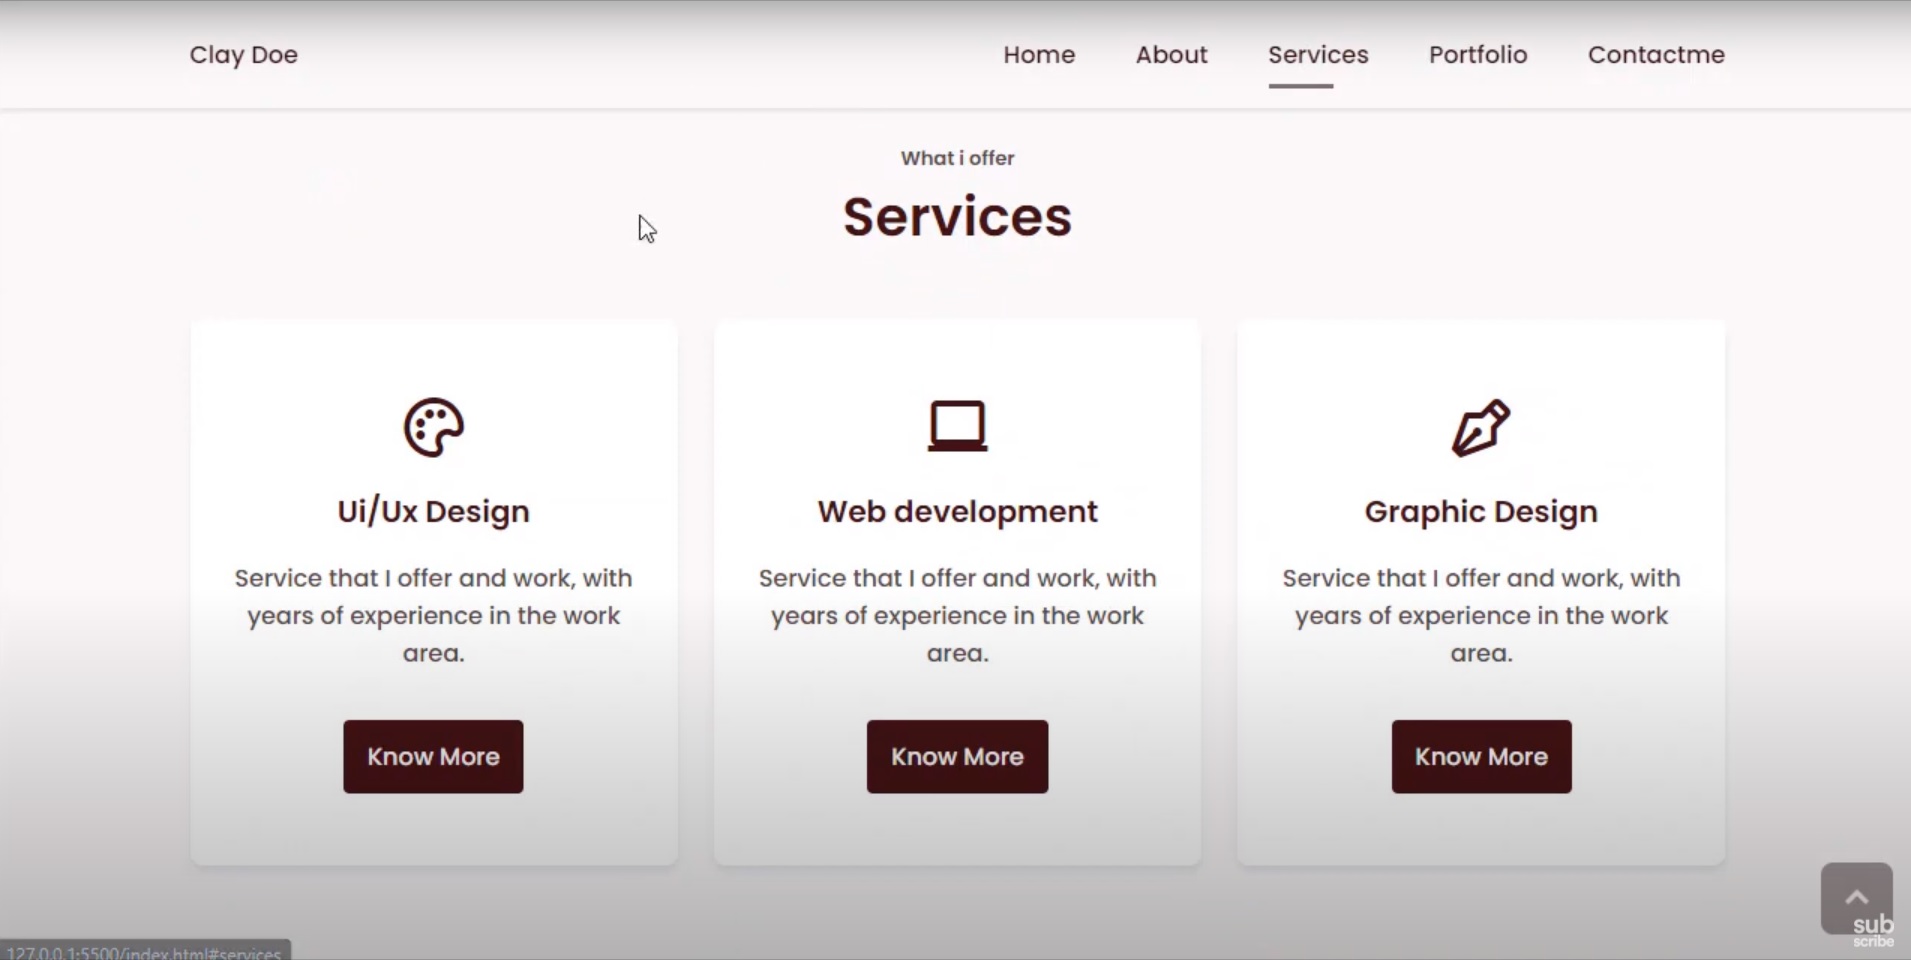 Clay Doe
Home About Services Portfolio Contactme
What i offer
Services
Ui/Ux Design
Service that I offer and work, with
years of experience in the work
area.
Know More
Web development
Service that I offer and work, with
years of experience in the work
area.
Know More
Graphic Design
Service that I offer and work, with
years of experience in the work
area.
Know More
sub
scribe
127.0.0.1:5500/index.html#services